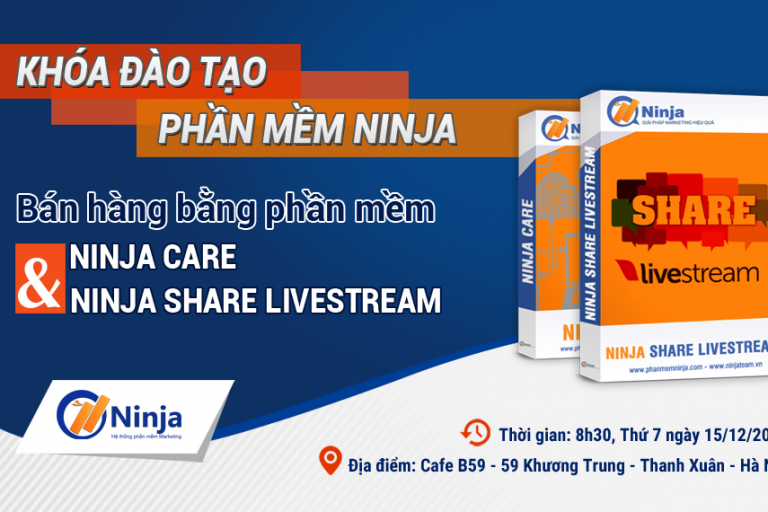 KHÓA ĐÀO TẠO
PHẦN MỀM NINJA
Bán hàng bằng phần mềm
&
NINJA CARE
NINJA SHARE LIVESTREAM
Ninja
Hệ thống phần mềm Marketing
NINJA CARE
Ninja
GIẢI PHÁP MARKETING HIỆU QUẢ
NINJA SHARE LIVESTREAM
SHARE
livestream
NINJA SHARE LIVESTREA
www.phanmemninja.com - www.ninjateam.vn
Thời gian: 8h30, Thứ 7 ngày 15/12/20
Địa điểm: Cafe B59 - 59 Khương Trung - Thanh Xuân - Hà N